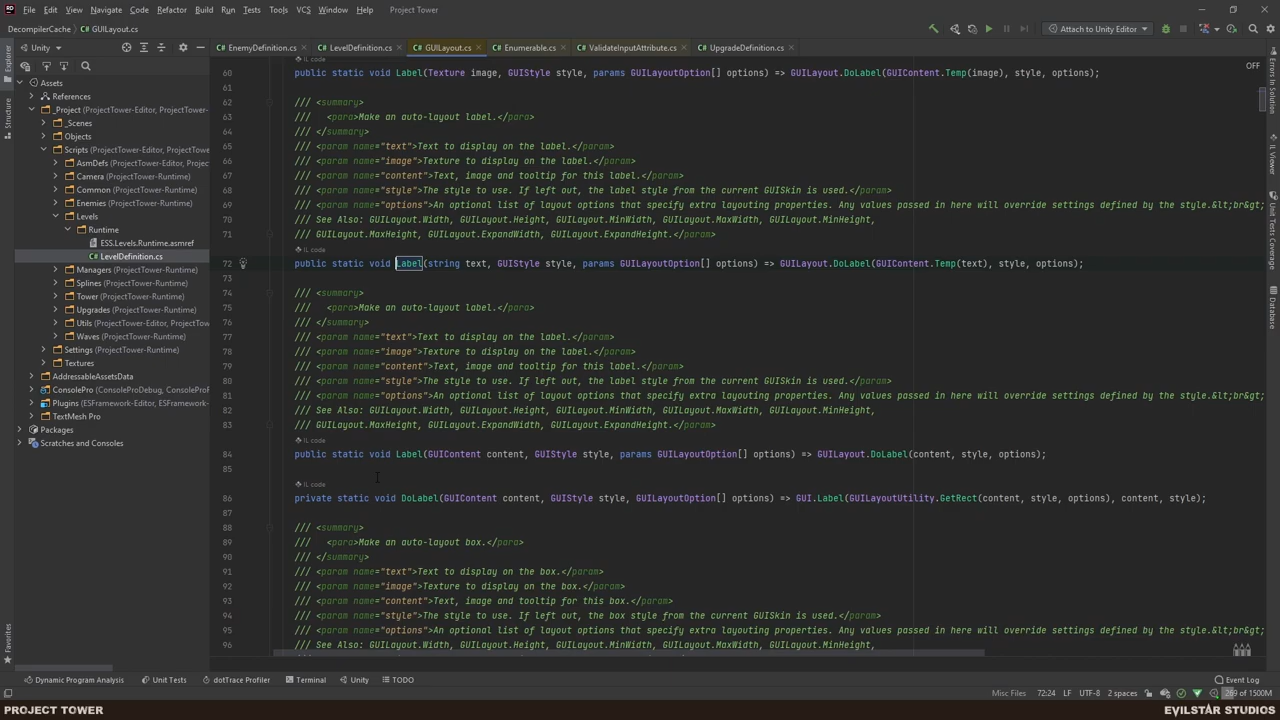 File Edit View Navigate Code Refactor Build Run Tests Tools VCS Window Help Project Tower
DecompilerCache GUILayout.cs
Attach to Unity Editor
Explorer
Structure
Favorites
Unity
EnemyDefinition.cs LevelDefinition.cs GUILayout.cs Enumerable.cs ValidateInputAttribute.cs UpgradeDefinition.cs
Assets
References
_Project (ProjectTower-Editor, ProjectTower-
_Scenes
Objects
Scripts (ProjectTower-Editor, ProjectTower-
AsmDefs (ProjectTower-Editor, ProjectTower-
Camera (ProjectTower-Runtime)
Common (ProjectTower-Runtime)
Enemies (ProjectTower-Runtime)
Levels
Runtime
ESS.Levels.Runtime.asmref
LevelDefinition.cs
Managers (ProjectTower-Runtime)
Splines (ProjectTower-Runtime)
Tower (ProjectTower-Runtime)
Upgrades (ProjectTower-Runtime)
Utils (ProjectTower-Editor, ProjectTower-
Waves (ProjectTower-Runtime)
Settings (ProjectTower-Runtime)
Textures
AddressableAssetsData
ConsolePro (ConsoleProDebug, ConsolePro
Plugins (ESFramework-Editor, ESFramework-
TextMesh Pro
Packages
Scratches and Consoles
IL code
60 public static void Label(Texture image, GUIStyle style, params GUILayoutOption[] options) => GUILayout.DoLabel(GUIContent.Temp(image), style, options);
OFF
61
62 /// <summary>
63 /// <para>Make an auto-layout label.</para>
64 /// </summary>
65 /// <param name="text">Text to display on the label.</param>
66 /// <param name="image">Texture to display on the label.</param>
67 /// <param name="content">Text, image and tooltip for this label.</param>
68 /// <param name="style">The style to use. If left out, the label style from the current GUISkin is used.</param>
69 /// <param name="options">An optional list of layout options that specify extra layouting properties. Any values passed in here will override settings defined by the style.&lt;br&gt;
70 /// See Also: GUILayout.Width, GUILayout.Height, GUILayout.MinWidth, GUILayout.MaxWidth, GUILayout.MinHeight,
71 /// GUILayout.MaxHeight, GUILayout.ExpandWidth, GUILayout.ExpandHeight.</param>
IL code
72 public static void Label(string text, GUIStyle style, params GUILayoutOption[] options) => GUILayout.DoLabel(GUIContent.Temp(text), style, options);
73
74 /// <summary>
75 /// <para>Make an auto-layout label.</para>
76 /// </summary>
77 /// <param name="text">Text to display on the label.</param>
78 /// <param name="image">Texture to display on the label.</param>
79 /// <param name="content">Text, image and tooltip for this label.</param>
80 /// <param name="style">The style to use. If left out, the label style from the current GUISkin is used.</param>
81 /// <param name="options">An optional list of layout options that specify extra layouting properties. Any values passed in here will override settings defined by the style.&lt;br&gt;
82 /// See Also: GUILayout.Width, GUILayout.Height, GUILayout.MinWidth, GUILayout.MaxWidth, GUILayout.MinHeight,
83 /// GUILayout.MaxHeight, GUILayout.ExpandWidth, GUILayout.ExpandHeight.</param>
IL code
84 public static void Label(GUIContent content, GUIStyle style, params GUILayoutOption[] options) => GUILayout.DoLabel(content, style, options);
85
IL code
86 private static void DoLabel(GUIContent content, GUIStyle style, GUILayoutOption[] options) => GUI.Label(GUILayoutUtility.GetRect(content, style, options), content, style);
87
88 /// <summary>
89 /// <para>Make an auto-layout box.</para>
90 /// </summary>
91 /// <param name="text">Text to display on the box.</param>
92 /// <param name="image">Texture to display on the box.</param>
93 /// <param name="content">Text, image and tooltip for this box.</param>
94 /// <param name="style">The style to use. If left out, the box style from the current GUISkin is used.</param>
95 /// <param name="options">An optional list of layout options that specify extra layouting properties. Any values passed in here will override settings defined by the style.&lt;br&gt;
96 /// See Also: GUILayout.Width, GUILayout.Height, GUILayout.MinWidth, GUILayout.MaxWidth, GUILayout.MinHeight,
Errors In Solution
IL Viewer
Unit Tests Coverage
Database
Dynamic Program Analysis Unit Tests dotTrace Profiler Terminal Unity TODO Event Log
Misc Files 72:24 LF UTF-8 2 spaces 269 of 1500M
PROJECT TOWER EVILSTAR STUDIOS